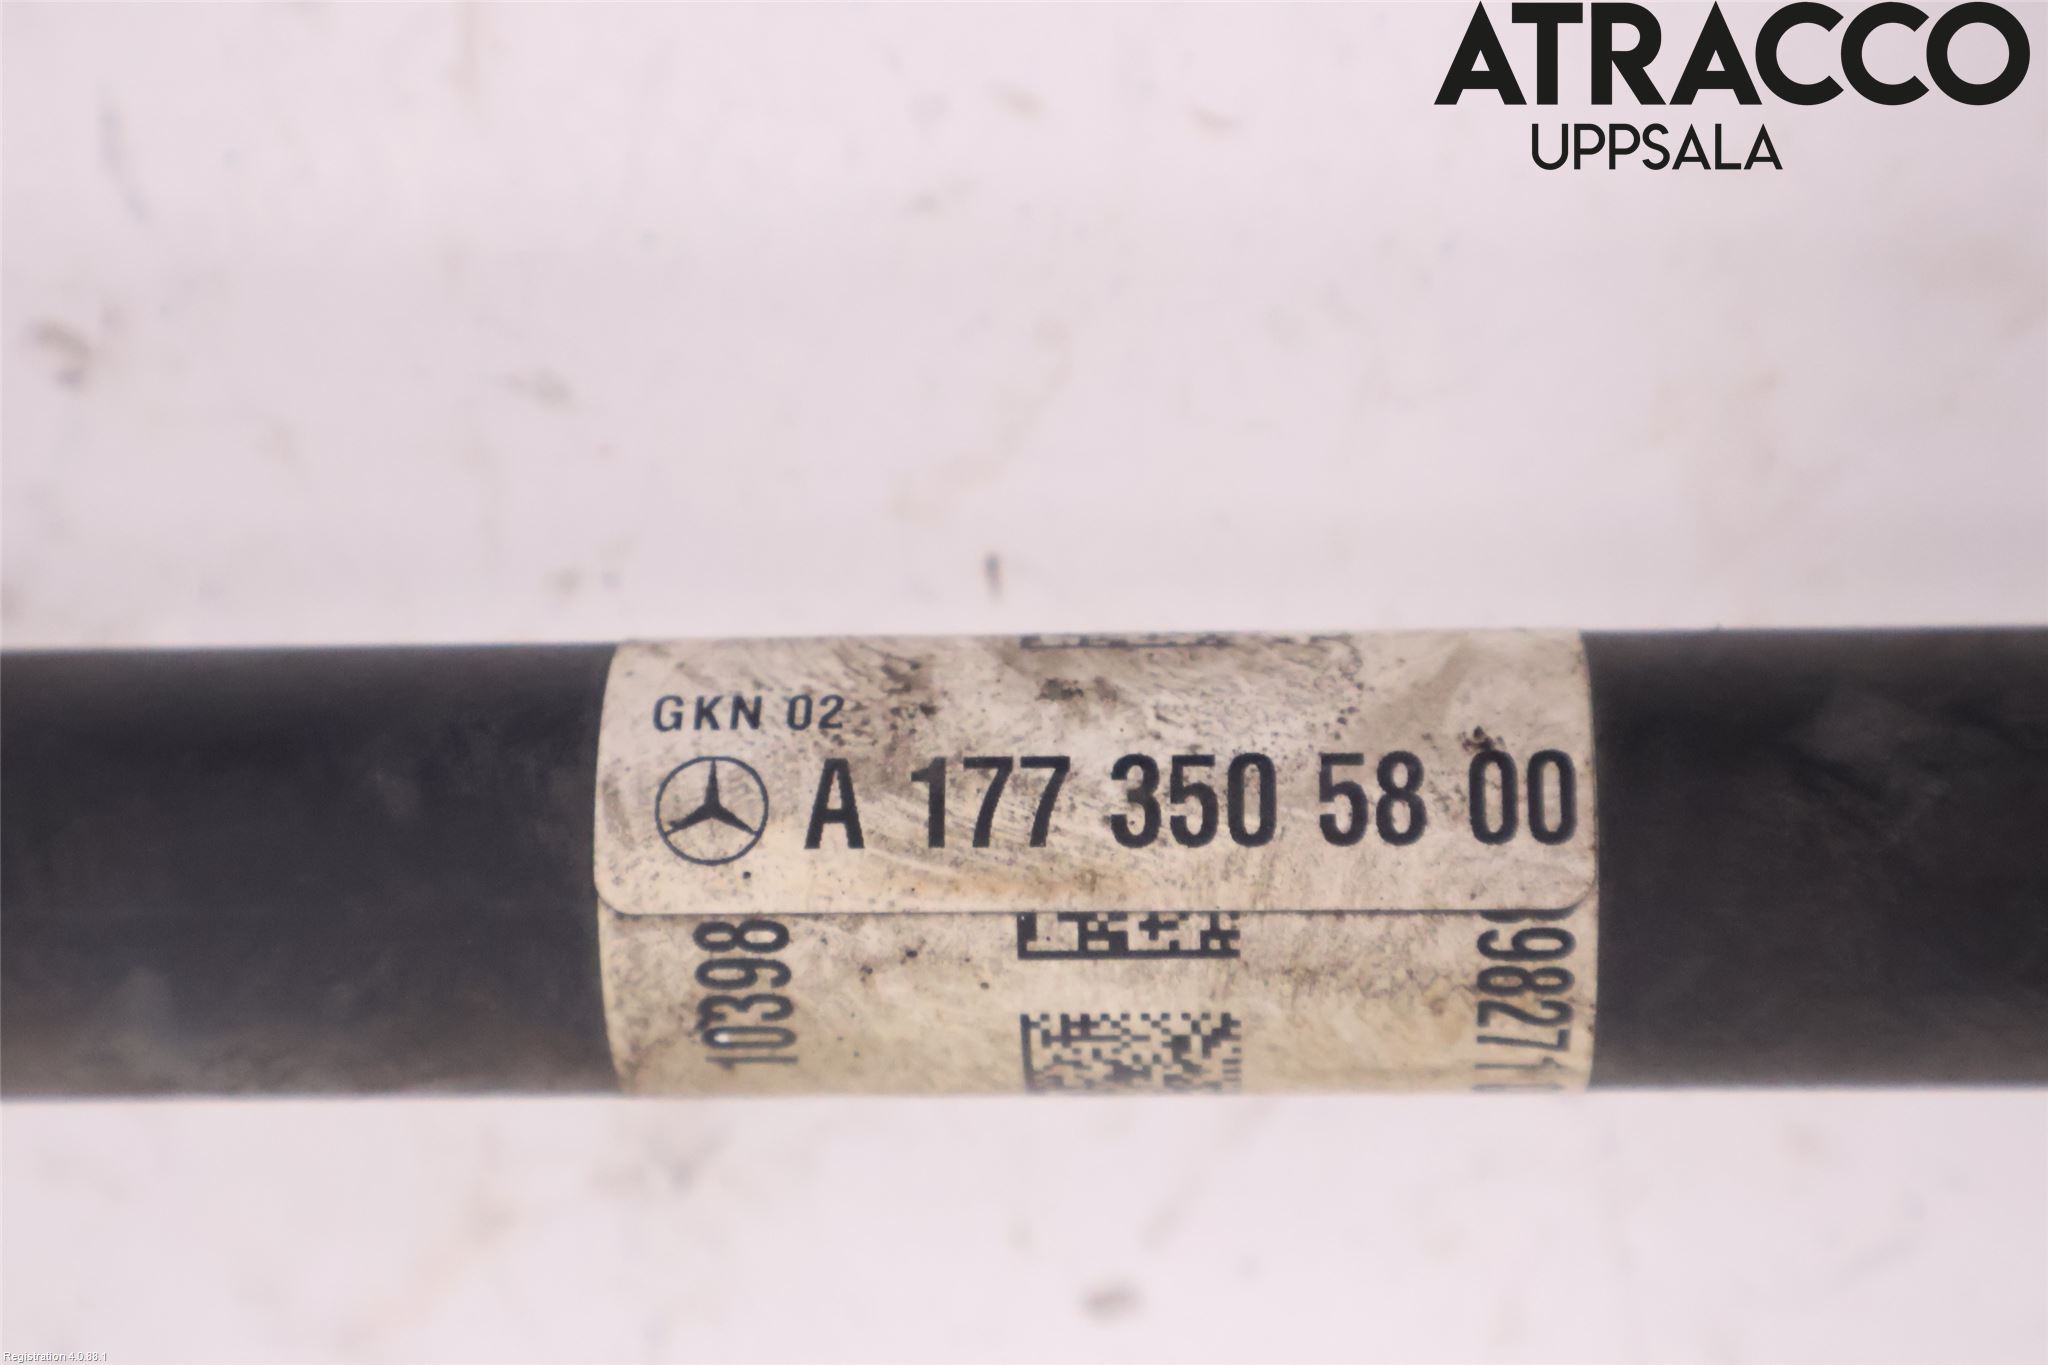 ATRACCO
UPPSALA
GKN 02
A 177 350 58 00
10398
Registration 4.0.88.1